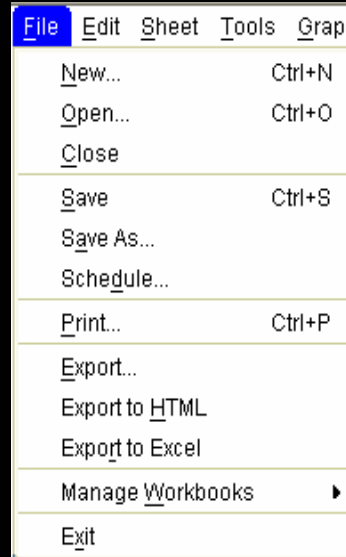 File Edit Sheet Tools Grap
New... Ctrl+N
Open... Ctrl+O
Close
Save Ctrl+S
Save As...
Schedule...
Print... Ctrl+P
Export...
Export to HTML
Export to Excel
Manage Workbooks
Exit